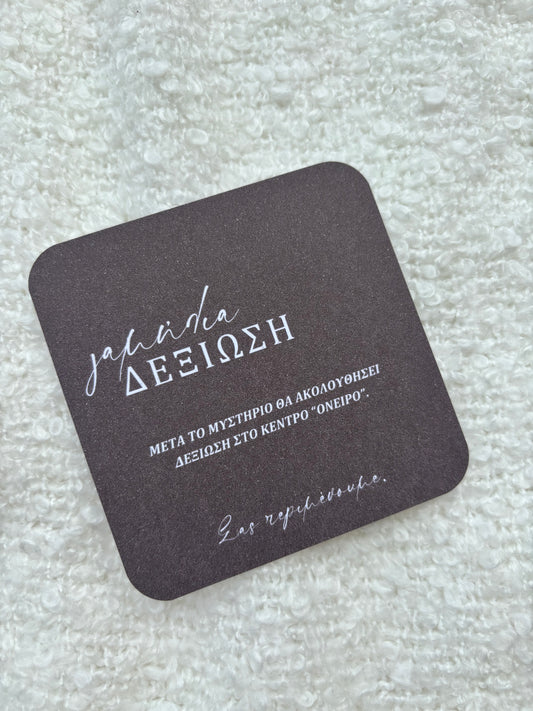 γαμήλια
ΔΕΞΙΩΣΗ
ΜΕΤΑ ΤΟ ΜΥΣΤΗΡΙΟ ΘΑ ΑΚΟΛΟΥΘΗΣΕΙ
ΔΕΞΙΩΣΗ ΣΤΟ ΚΕΝΤΡΟ “ΟΝΕΙΡΟ”.
Σας περιμένουμε.